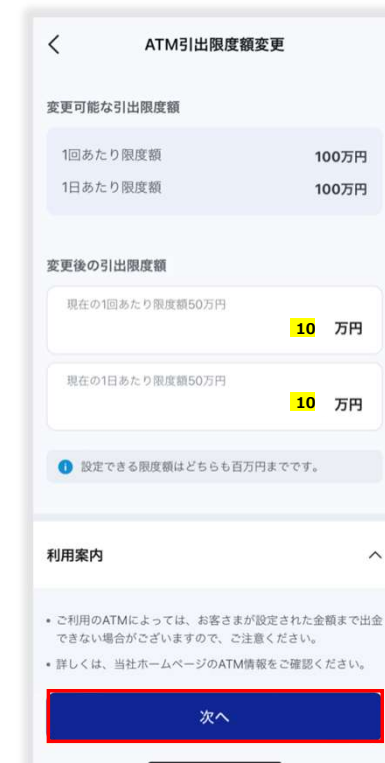 ATM引出限度額変更
変更可能な引出限度額
1回あたり限度額 100万円
1日あたり限度額 100万円
変更後の引出限度額
現在の1回あたり限度額50万円
10 万円
現在の1日あたり限度額50万円
10 万円
設定できる限度額はどちらも百万円までです。
利用案内
• ご利用のATMによっては、お客さまが設定された金額まで出金
できない場合がございますので、ご注意ください。
• 詳しくは、当社ホームページのATM情報をご確認ください。
次へ